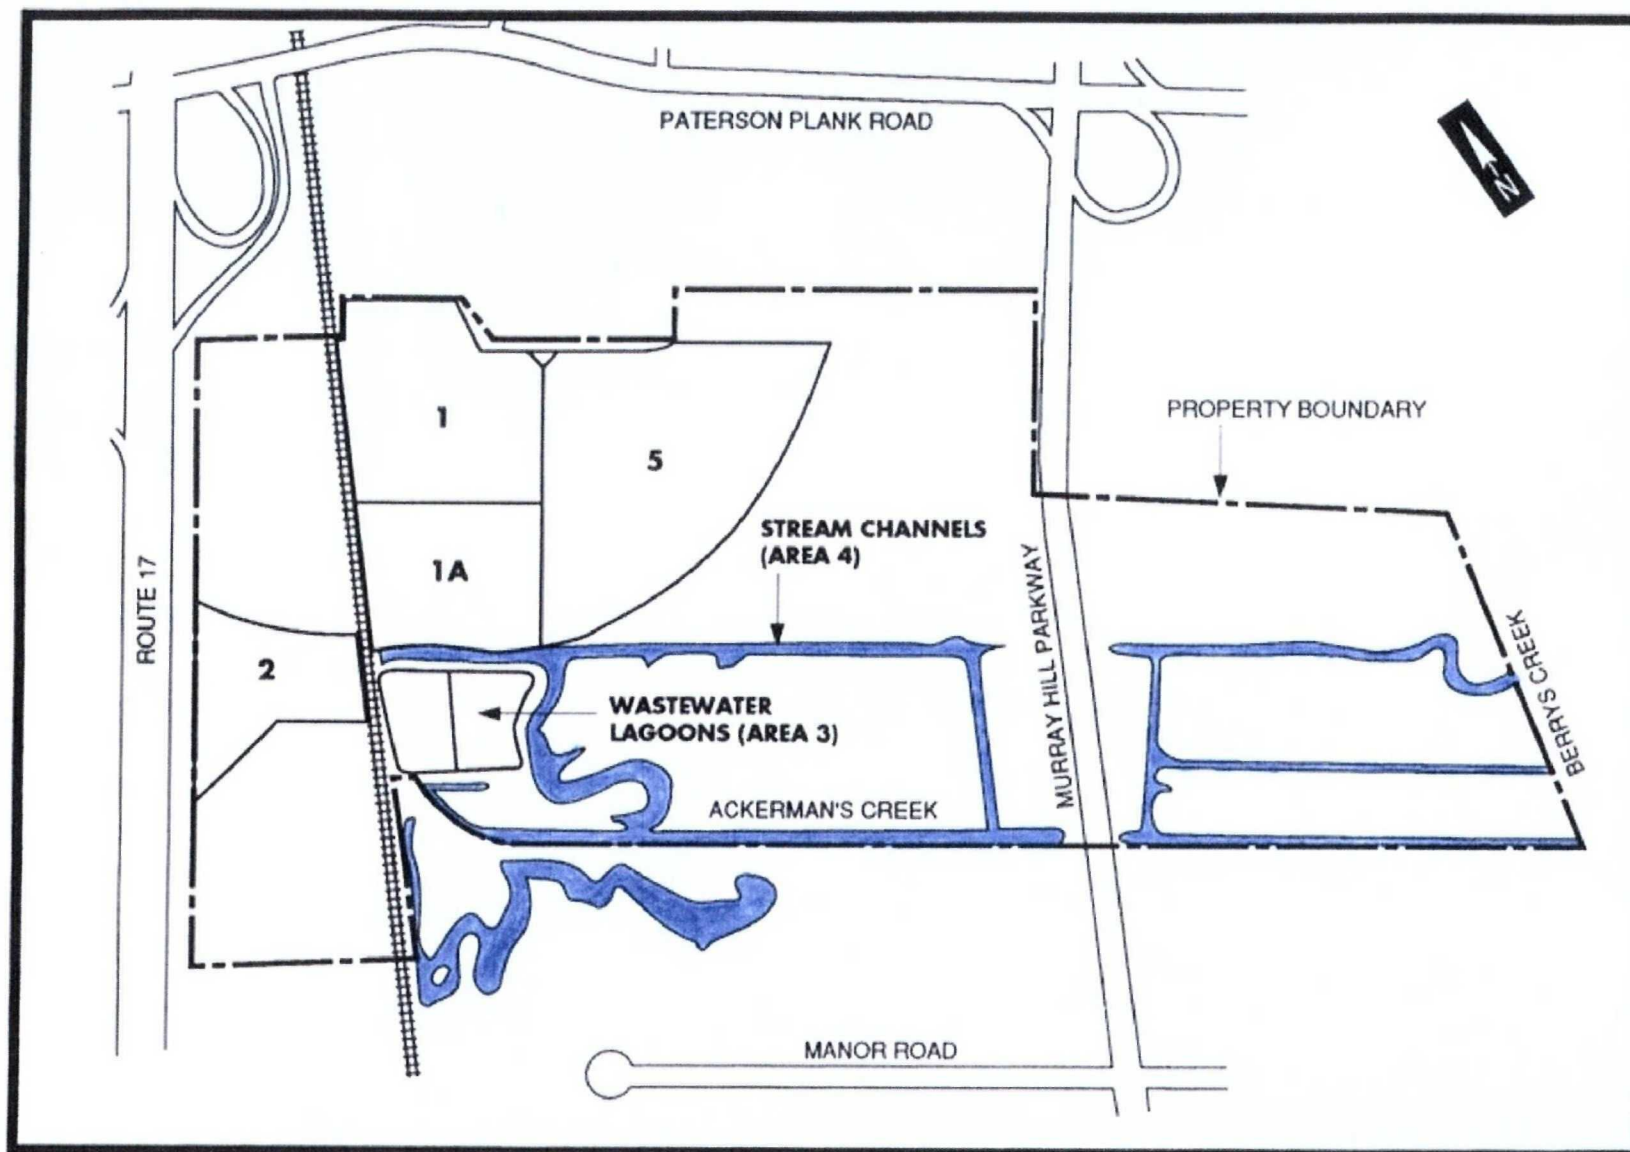 PATERSON PLANK ROAD
N
PROPERTY BOUNDARY
1
5
STREAM CHANNELS
(AREA 4)
1A
ROUTE 17
MURRAY HILL PARKWAY
2
WASTEWATER
LAGOONS (AREA 3)
BERRYS CREEK
ACKERMAN'S CREEK
MANOR ROAD